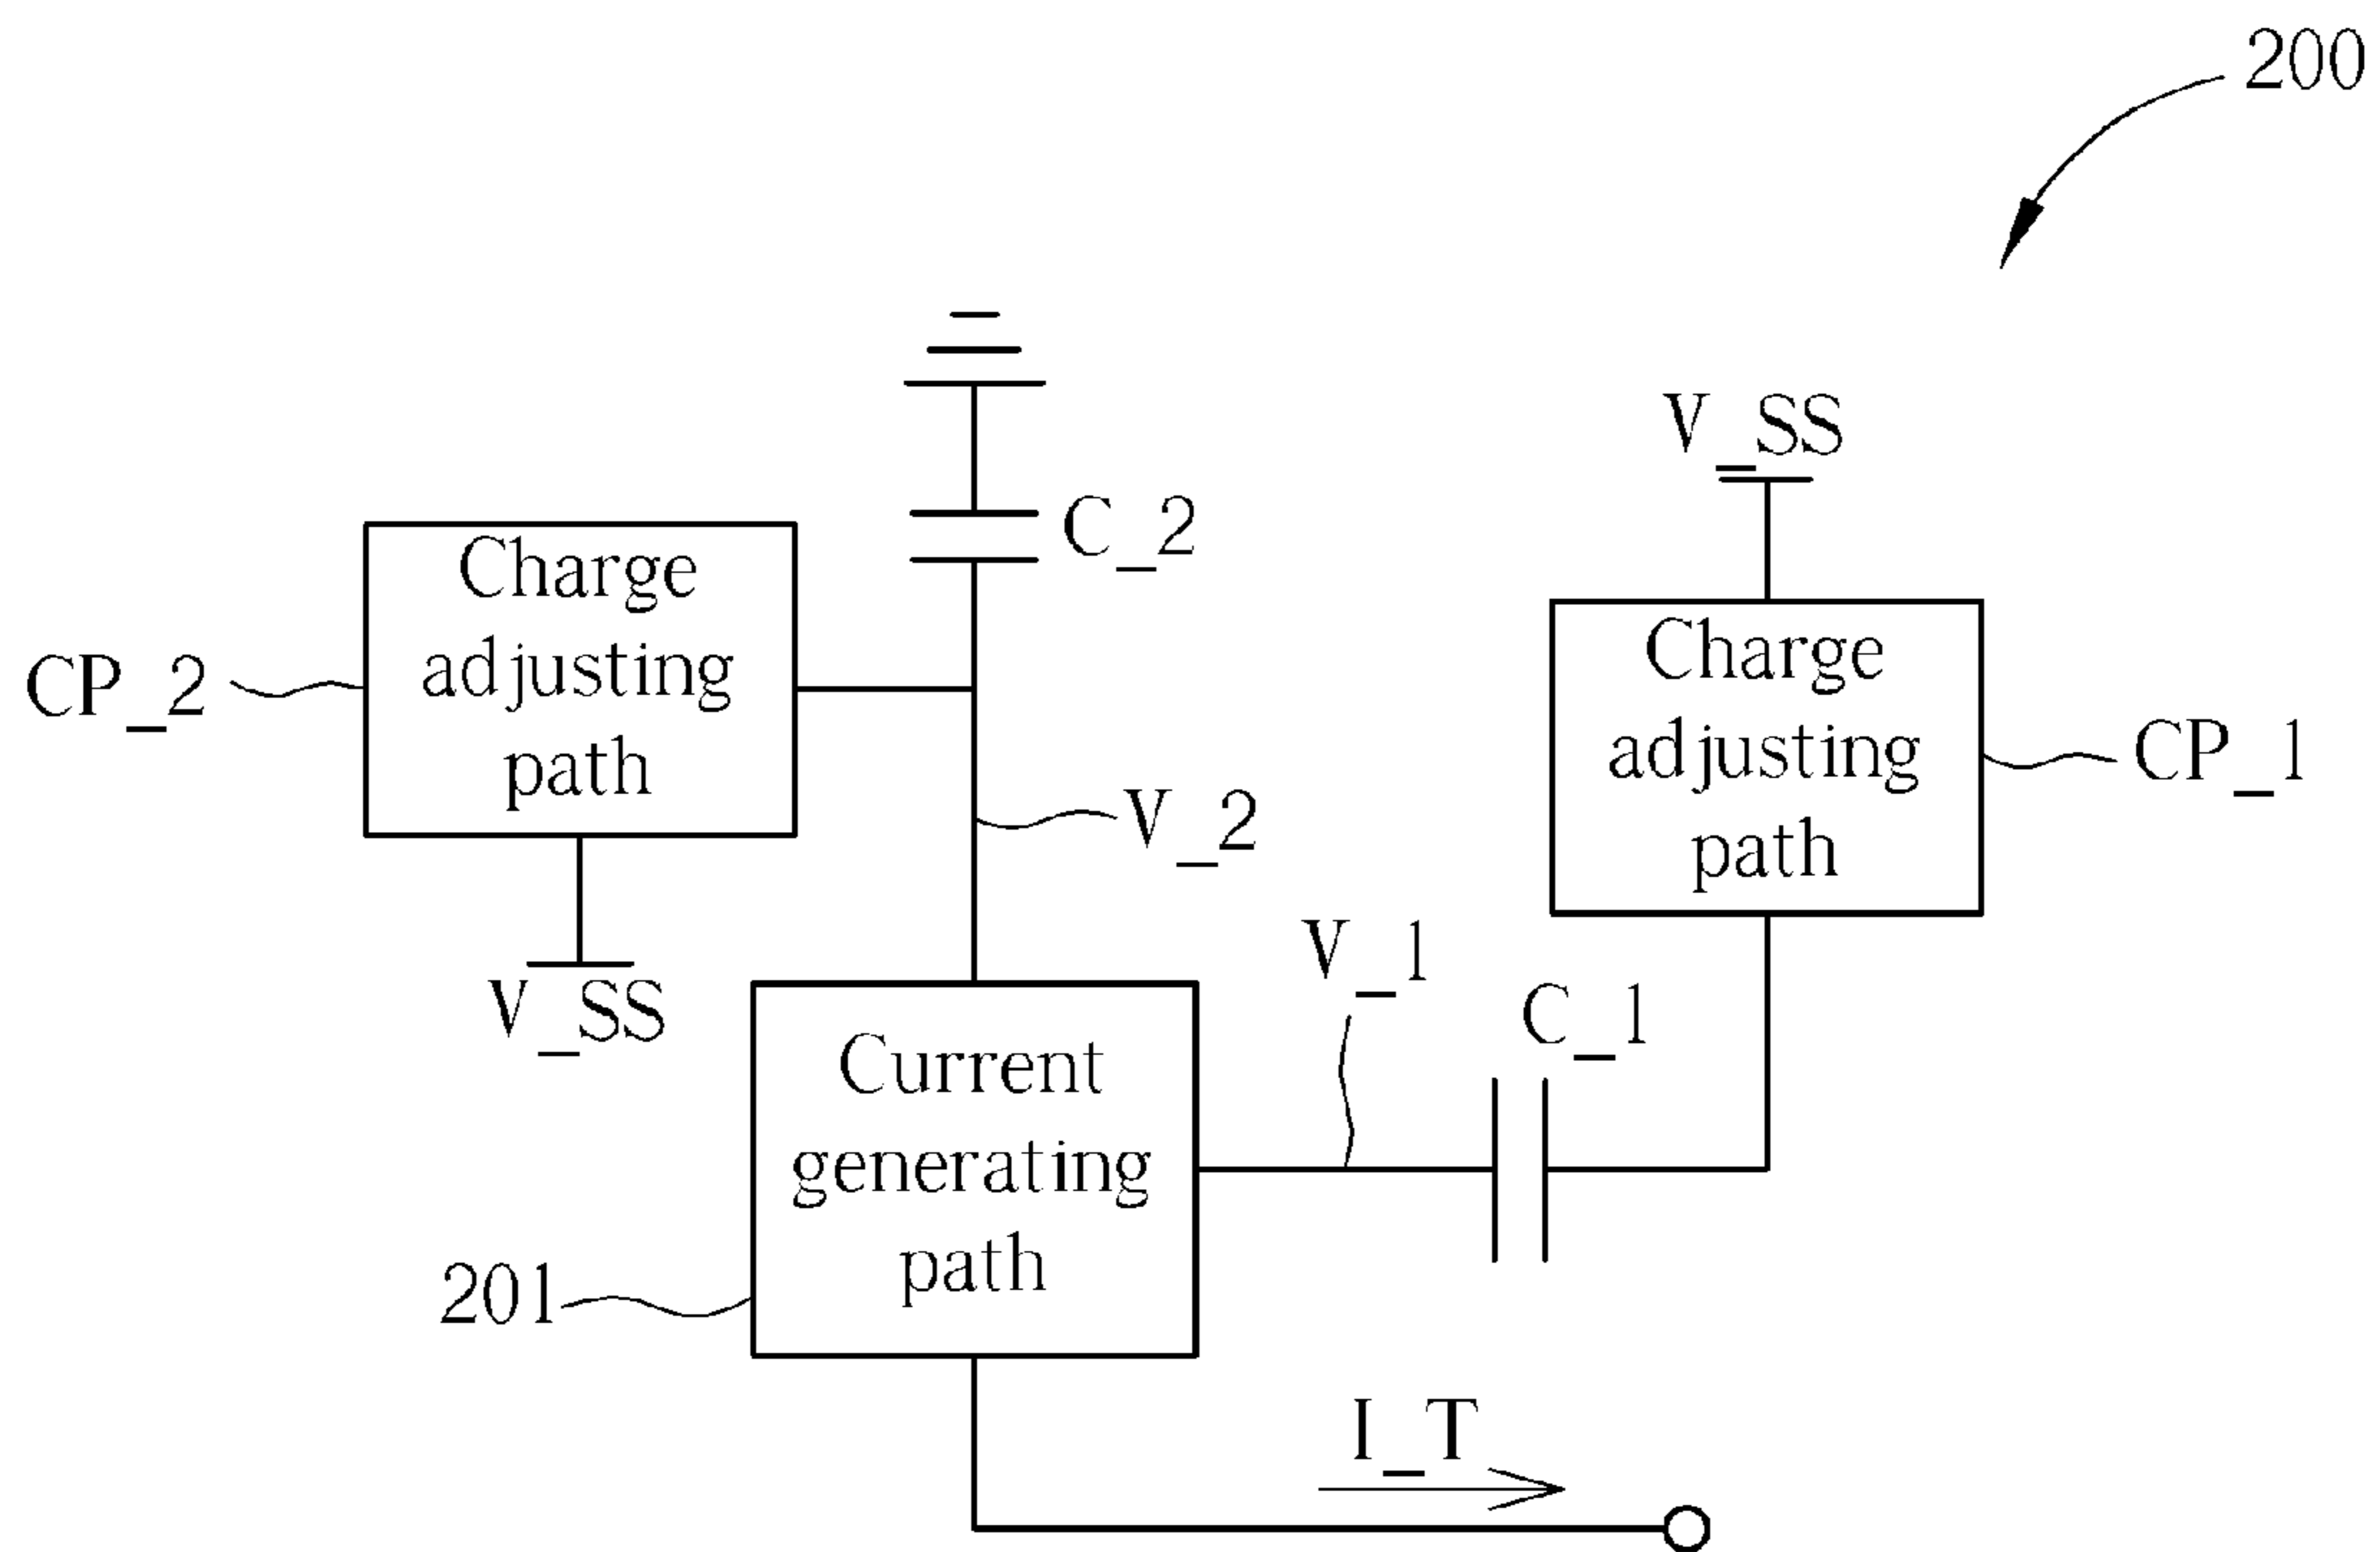 200
V_SS
C_2
Charge
adjusting
path
CP_2
Charge
adjusting
path
CP_1
V_2
V_SS
V_1
C_1
Current
generating
path
201
I_T